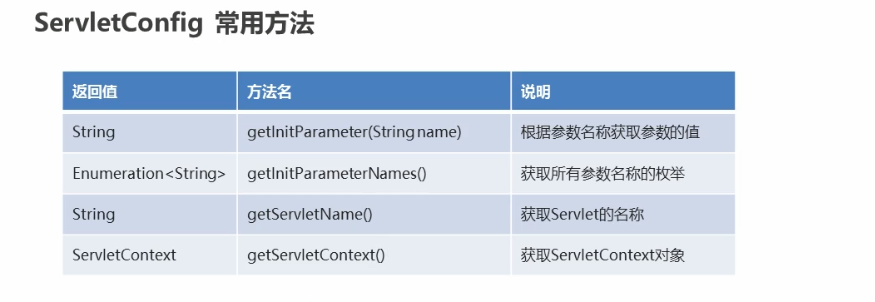 ServletConfig 常用方法
返回值 方法名 说明
String getInitParameter(String name) 根据参数名称获取参数的值
Enumeration<String> getInitParameterNames() 获取所有参数名称的枚举
String getServletName() 获取Servlet的名称
ServletContext getServletContext() 获取ServletContext对象